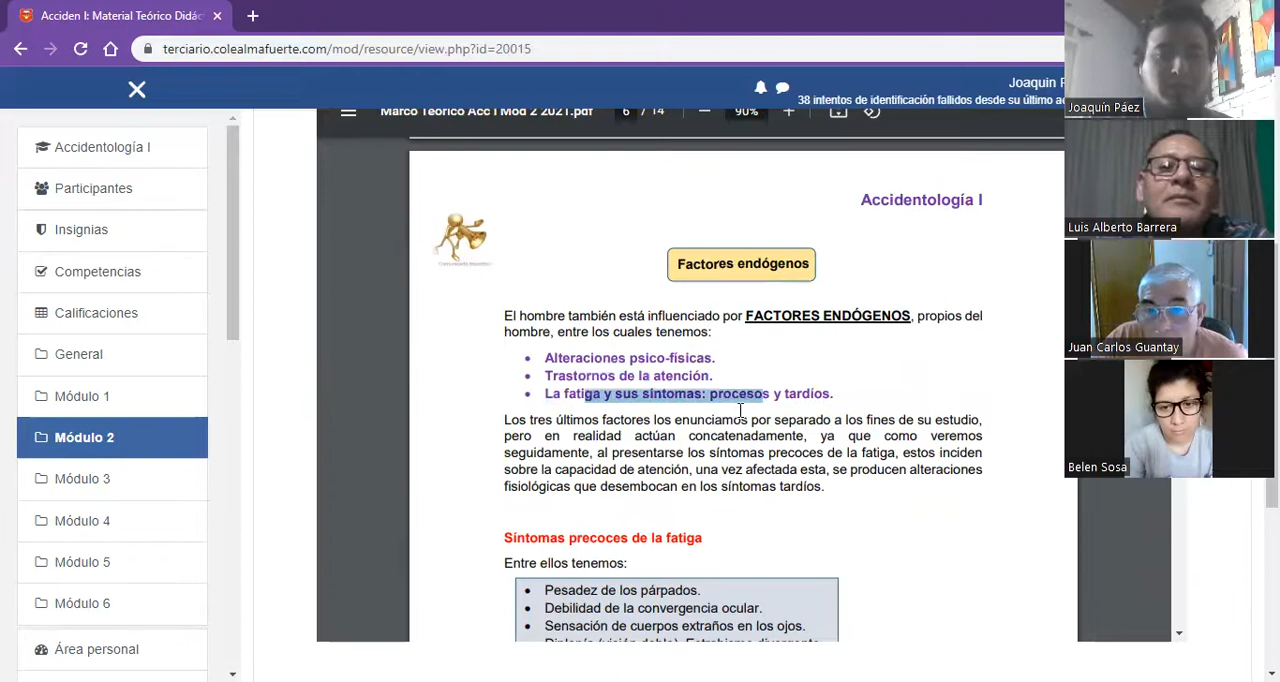 Acciden I: Material Teórico Didác
terciario.colealmafuerte.com/mod/resource/view.php?id=20015
Joaquin P
38 intentos de identificación fallidos desde su último ac
Accidentología I
Participantes
Insignias
Competencias
Calificaciones
General
Módulo 1
Módulo 2
Módulo 3
Módulo 4
Módulo 5
Módulo 6
Área personal
Marco Teorico Acc I Mod 2 2021.pdf
6 / 14
90%
Accidentología I
Factores endógenos
El hombre también está influenciado por FACTORES ENDÓGENOS, propios del
hombre, entre los cuales tenemos:
• Alteraciones psico-físicas.
• Trastornos de la atención.
• La fatiga y sus síntomas: procesos y tardíos.
Los tres últimos factores los enunciamos por separado a los fines de su estudio,
pero en realidad actúan concatenadamente, ya que como veremos
seguidamente, al presentarse los síntomas precoces de la fatiga, estos inciden
sobre la capacidad de atención, una vez afectada esta, se producen alteraciones
fisiológicas que desembocan en los síntomas tardíos.
Síntomas precoces de la fatiga
Entre ellos tenemos:
• Pesadez de los párpados.
• Debilidad de la convergencia ocular.
• Sensación de cuerpos extraños en los ojos.
Diplopía (visión doble). Estrabismo divergente
Joaquín Páez
Luis Alberto Barrera
Juan Carlos Guantay
Belen Sosa